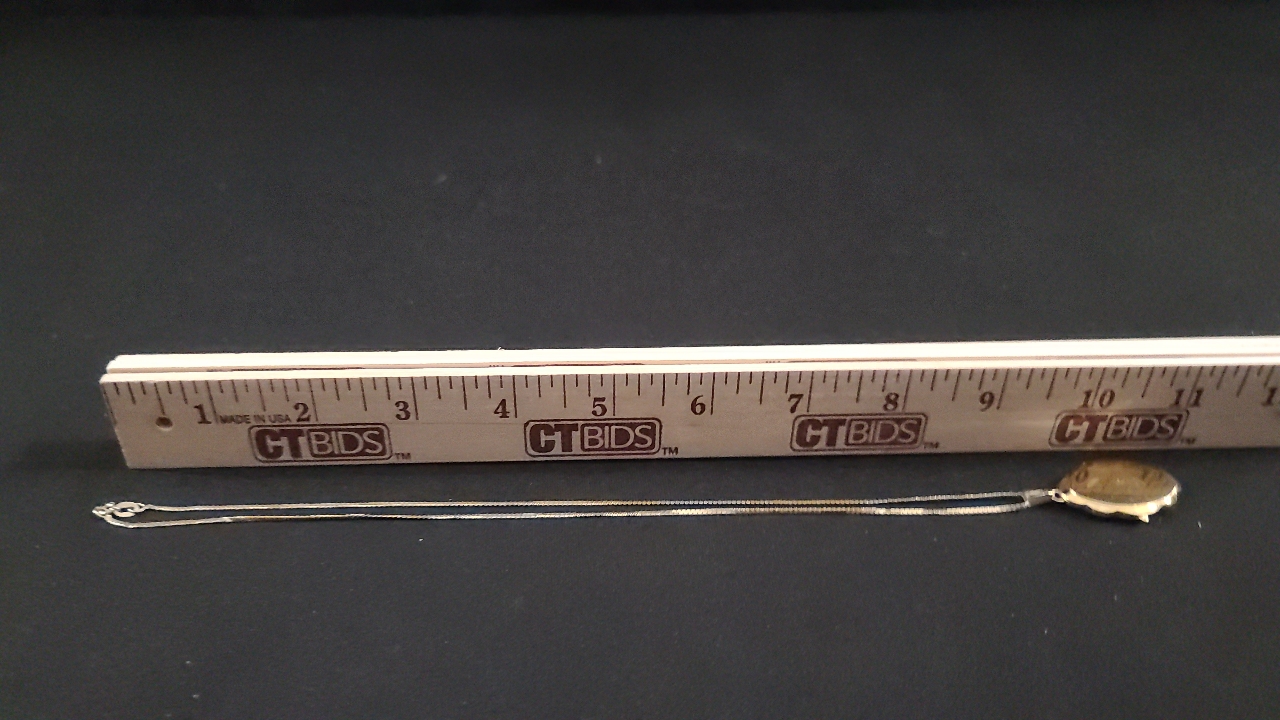 1 2 3 4 5 6 7 8 9 10 11
MADE IN USA
CTBIDS™ CTBIDS™ CTBIDS™ CTBIDS™